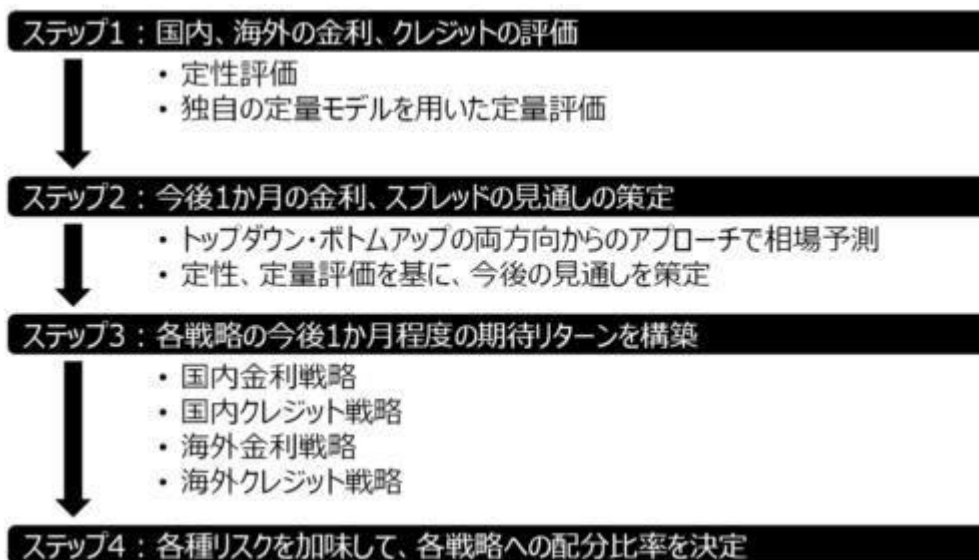 ステップ1：国内、海外の金利、クレジットの評価
・定性評価
・独自の定量モデルを用いた定量評価
ステップ2：今後1か月の金利、スプレッドの見通しの策定
・トップダウン・ボトムアップの両方向からのアプローチで相場予測
・定性、定量評価を基に、今後の見通しを策定
ステップ3：各戦略の今後1か月程度の期待リターンを構築
・国内金利戦略
・国内クレジット戦略
・海外金利戦略
・海外クレジット戦略
ステップ4：各種リスクを加味して、各戦略への配分比率を決定